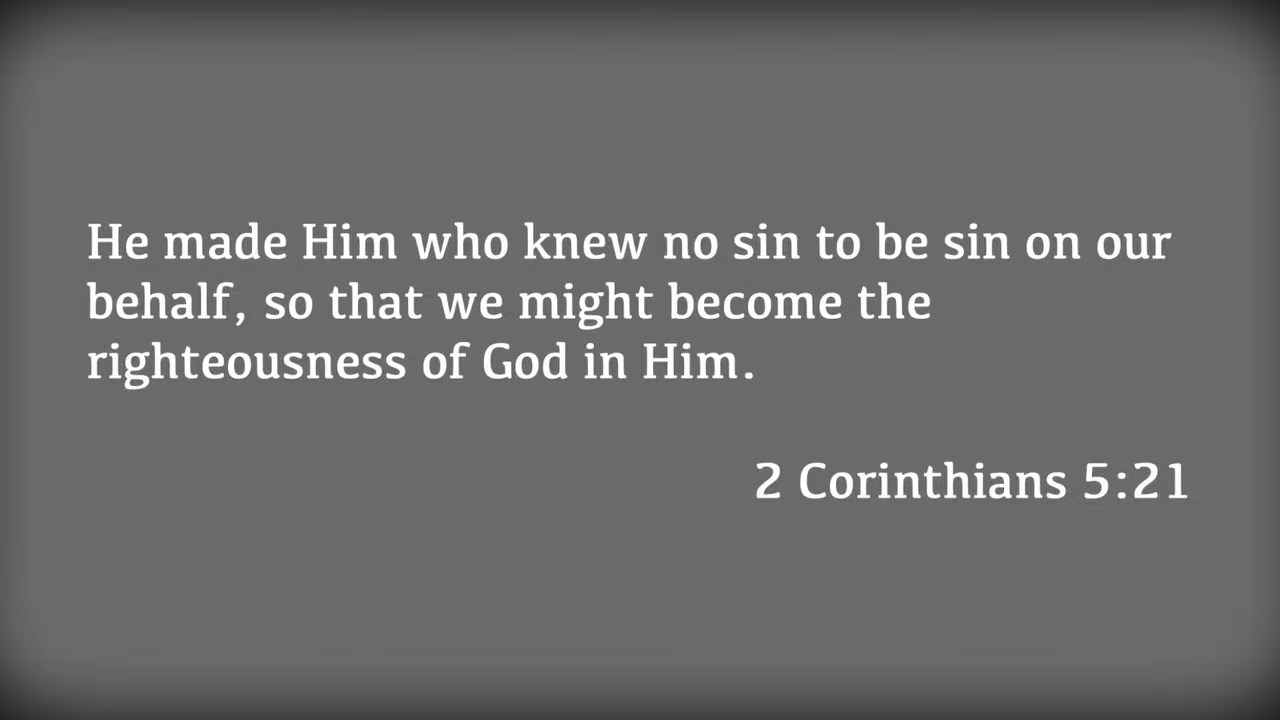 He made Him who knew no sin to be sin on our
behalf, so that we might become the
righteousness of God in Him.
2 Corinthians 5:21